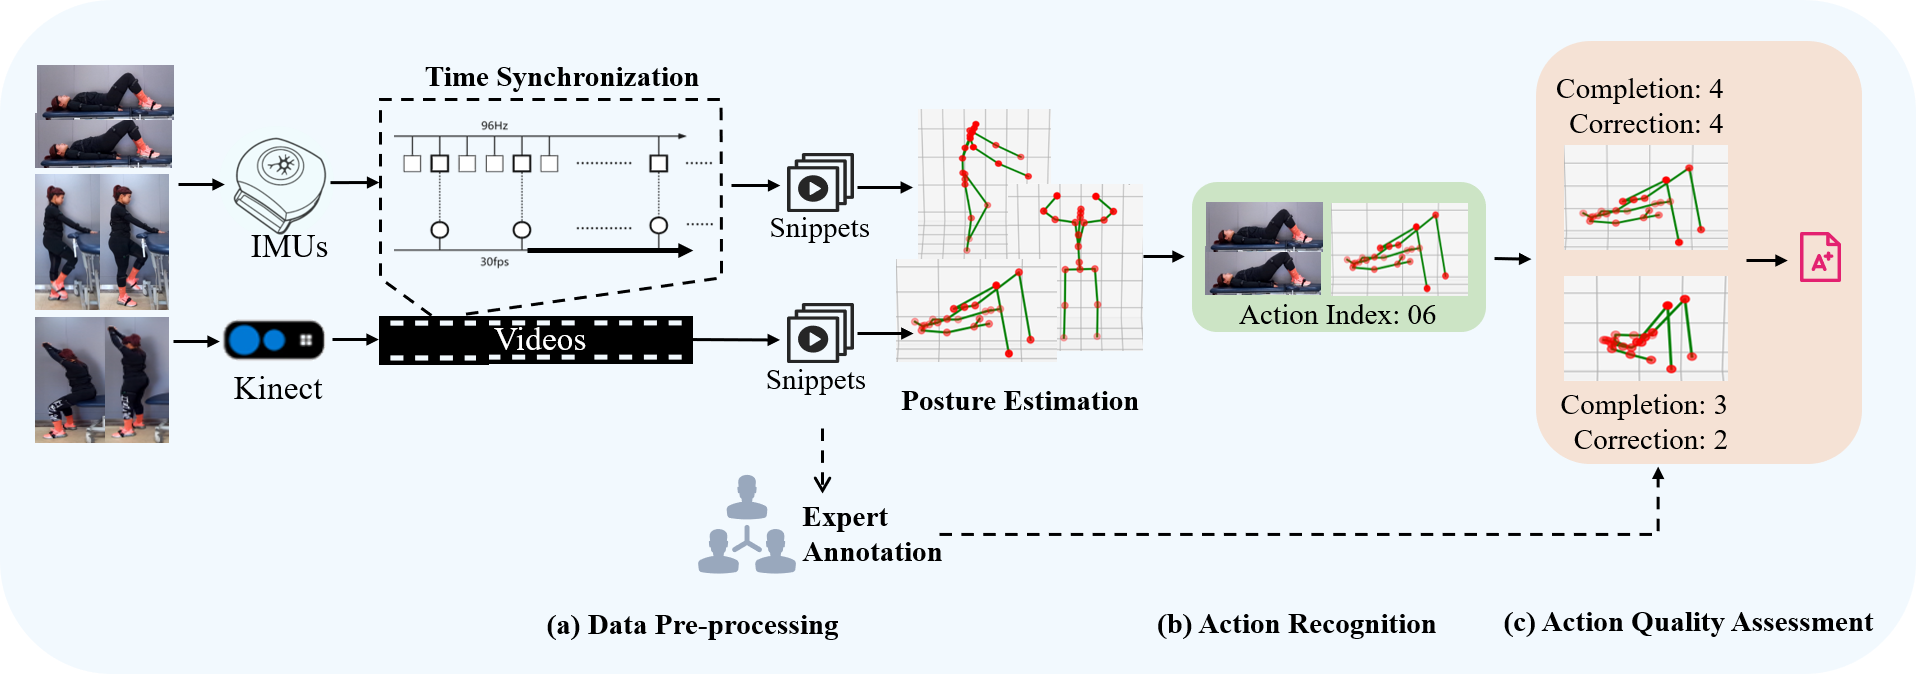 Time Synchronization
96Hz
30fps
IMUs
Kinect
Videos
Snippets
Snippets
Posture Estimation
Expert
Annotation
Action Index: 06
Completion: 4
Correction: 4
Completion: 3
Correction: 2
A+
(a) Data Pre-processing
(b) Action Recognition
(c) Action Quality Assessment